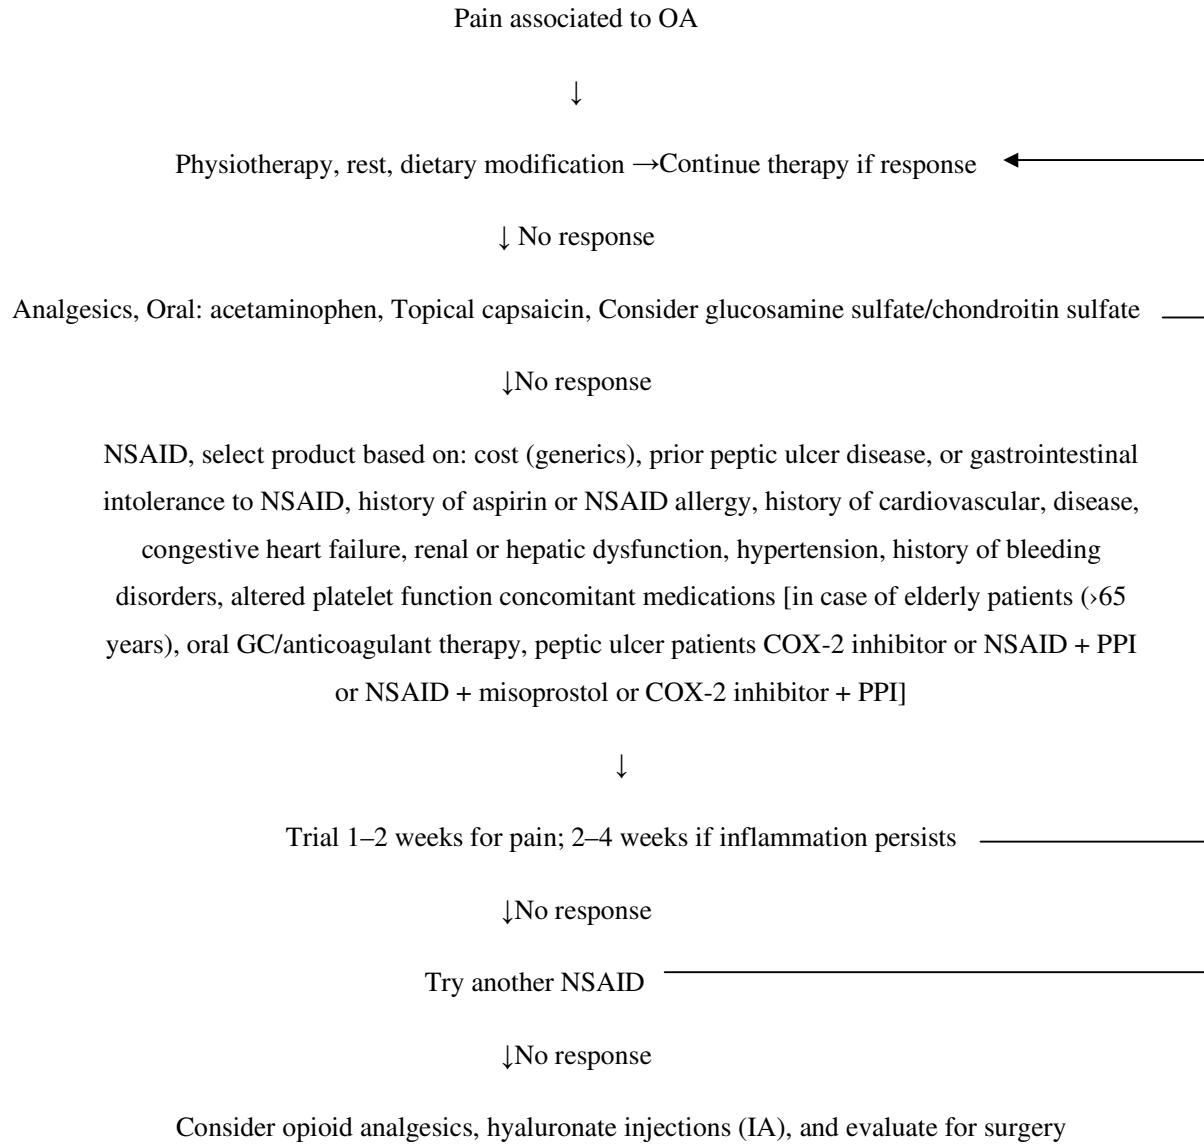 Pain associated to OA
↓
Physiotherapy, rest, dietary modification →Continue therapy if response
↓ No response
Analgesics, Oral: acetaminophen, Topical capsaicin, Consider glucosamine sulfate/chondroitin sulfate
↓No response
NSAID, select product based on: cost (generics), prior peptic ulcer disease, or gastrointestinal
intolerance to NSAID, history of aspirin or NSAID allergy, history of cardiovascular, disease,
congestive heart failure, renal or hepatic dysfunction, hypertension, history of bleeding
disorders, altered platelet function concomitant medications [in case of elderly patients (›65
years), oral GC/anticoagulant therapy, peptic ulcer patients COX-2 inhibitor or NSAID + PPI
or NSAID + misoprostol or COX-2 inhibitor + PPI]
↓
Trial 1–2 weeks for pain; 2–4 weeks if inflammation persists
↓No response
Try another NSAID
↓No response
Consider opioid analgesics, hyaluronate injections (IA), and evaluate for surgery